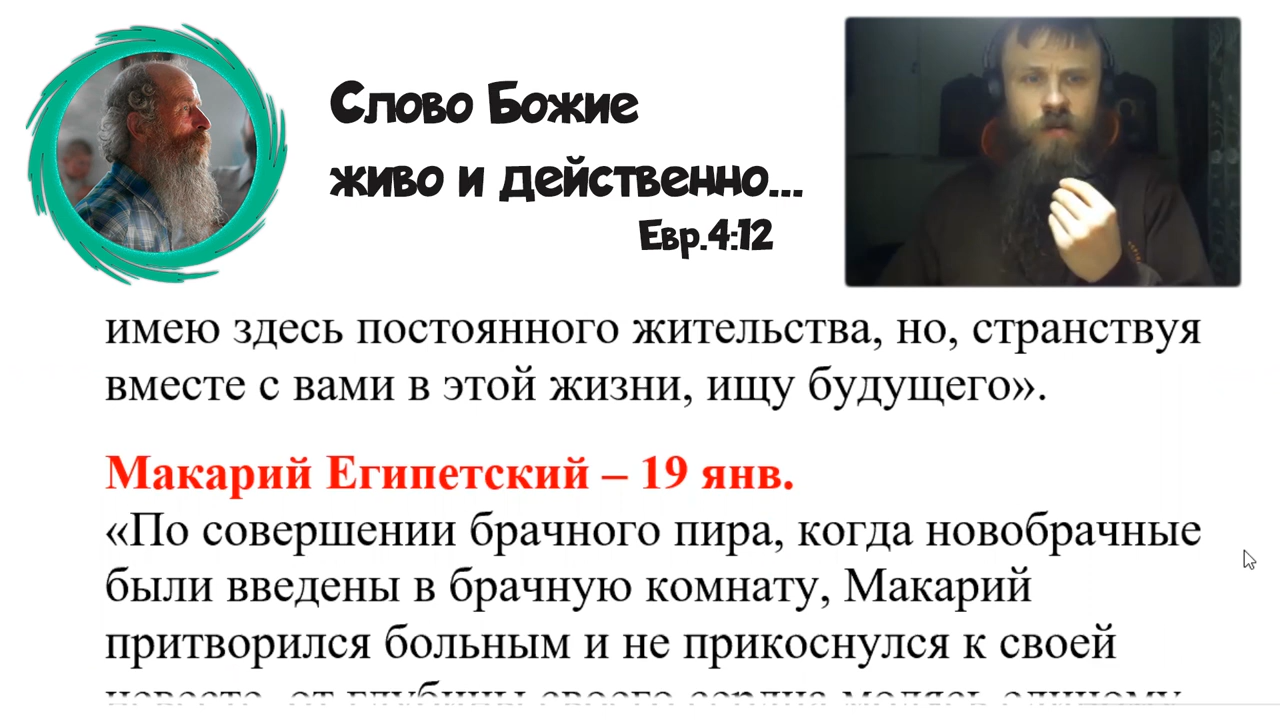 Слово Божие
живо и действенно...
Евр.4:12
имею здесь постоянного жительства, но, странствуя
вместе с вами в этой жизни, ищу будущего».
Макарий Египетский – 19 янв.
«По совершении брачного пира, когда новобрачные
были введены в брачную комнату, Макарий
притворился больным и не прикоснулся к своей